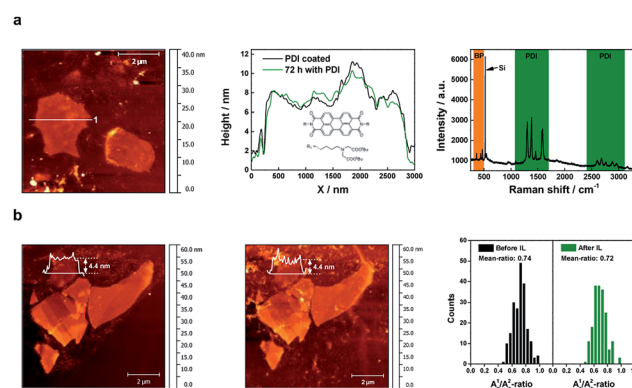 a
2 µm
1
40.0 nm
35.0
30.0
25.0
20.0
15.0
10.0
0.0
Height / nm
12
10
8
6
4
2
0
PDI coated
72 h with PDI
0 500 1000 1500 2000 2500 3000
X / nm
Intensity / a.u.
6000
5000
4000
3000
2000
1000
BP
Si
PDI
PDI
500 1000 1500 2000 2500 3000
Raman shift / cm⁻¹
b
4.4 nm
2 µm
60.0 nm
55.0
50.0
45.0
40.0
35.0
30.0
25.0
20.0
15.0
10.0
0.0
4.4 nm
2 µm
60.0 nm
55.0
50.0
45.0
40.0
35.0
30.0
25.0
20.0
15.0
10.0
0.0
Counts
60
50
40
30
20
10
0
Before IL
Mean-ratio: 0.74
After IL
Mean-ratio: 0.72
0.0 0.2 0.4 0.6 0.8 1.0
0.2 0.4 0.6 0.8 1.0
A¹/A²-ratio
A¹/A²-ratio